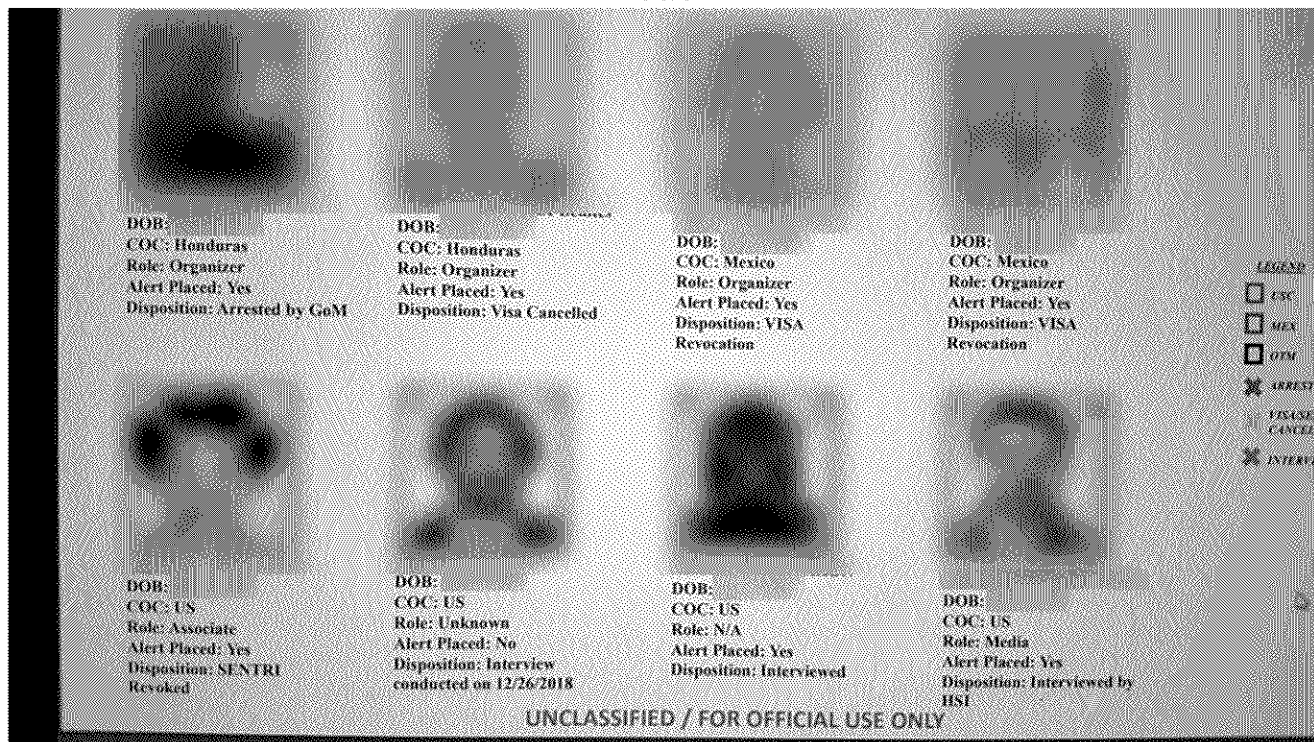 DOB:
COC: Honduras
Role: Organizer
Alert Placed: Yes
Disposition: Arrested by GoM
DOB:
COC: Honduras
Role: Organizer
Alert Placed: Yes
Disposition: Visa Cancelled
DOB:
COC: Mexico
Role: Organizer
Alert Placed: Yes
Disposition: VISA
Revocation
DOB:
COC: Mexico
Role: Organizer
Alert Placed: Yes
Disposition: VISA
Revocation
LEGEND
USC
MEX
OTM
ARREST
CANCEL
INTERVI
DOB:
COC: US
Role: Associate
Alert Placed: Yes
Disposition: SENTRI
Revoked
DOB:
COC: US
Role: Unknown
Alert Placed: No
Disposition: Interview
conducted on 12/26/2018
DOB:
COC: US
Role: N/A
Alert Placed: Yes
Disposition: Interviewed
DOB:
COC: US
Role: Media
Alert Placed: Yes
Disposition: Interviewed by
HSI
UNCLASSIFIED / FOR OFFICIAL USE ONLY